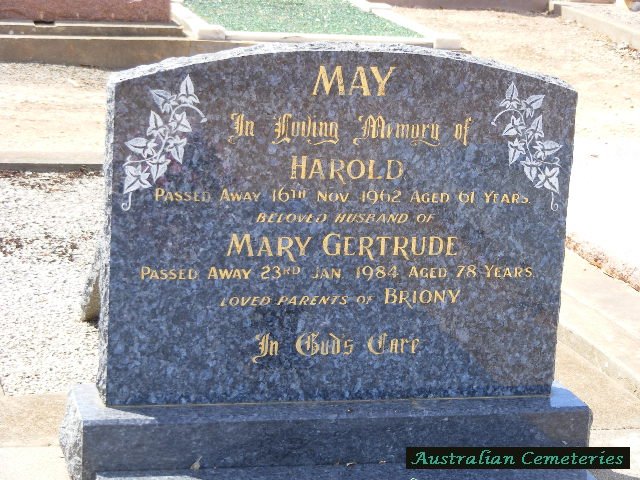 MAY
In Loving Memory of
HAROLD
PASSED AWAY 16TH NOV 1962 AGED 61 YEARS.
BELOVED HUSBAND OF
MARY GERTRUDE
PASSED AWAY 23RD JAN. 1984 AGED 78 YEARS.
LOVED PARENTS OF BRIONY
In God's Care
Australian Cemeteries